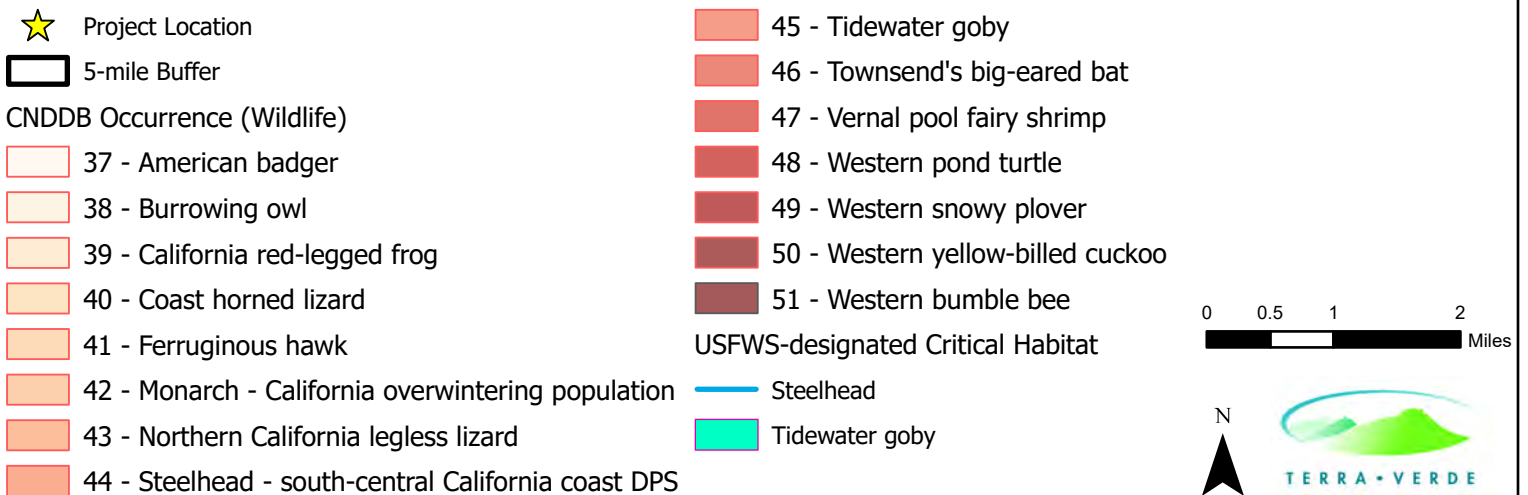 Project Location
5-mile Buffer
CNDDB Occurrence (Wildlife)
37 - American badger
38 - Burrowing owl
39 - California red-legged frog
40 - Coast horned lizard
41 - Ferruginous hawk
42 - Monarch - California overwintering population
43 - Northern California legless lizard
44 - Steelhead - south-central California coast DPS
45 - Tidewater goby
46 - Townsend's big-eared bat
47 - Vernal pool fairy shrimp
48 - Western pond turtle
49 - Western snowy plover
50 - Western yellow-billed cuckoo
51 - Western bumble bee
USFWS-designated Critical Habitat
Steelhead
Tidewater goby
0 0.5 1 2
Miles
N
TERRA • VERDE